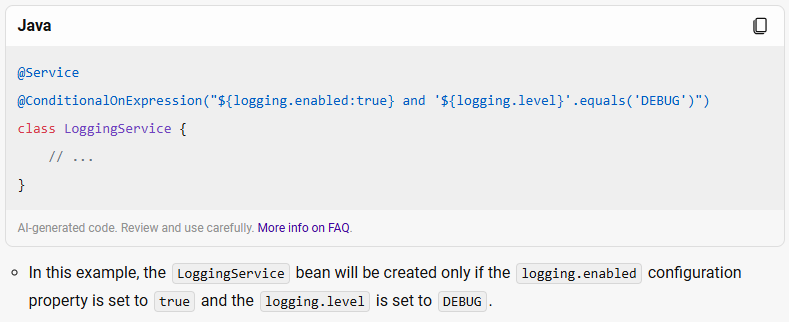 Java
@Service
@ConditionalOnExpression("${logging.enabled:true} and '${logging.level}'.equals('DEBUG')")
class LoggingService {
// ...
}
AI-generated code. Review and use carefully. More info on FAQ.
In this example, the LoggingService bean will be created only if the logging.enabled configuration
property is set to true and the logging.level is set to DEBUG.